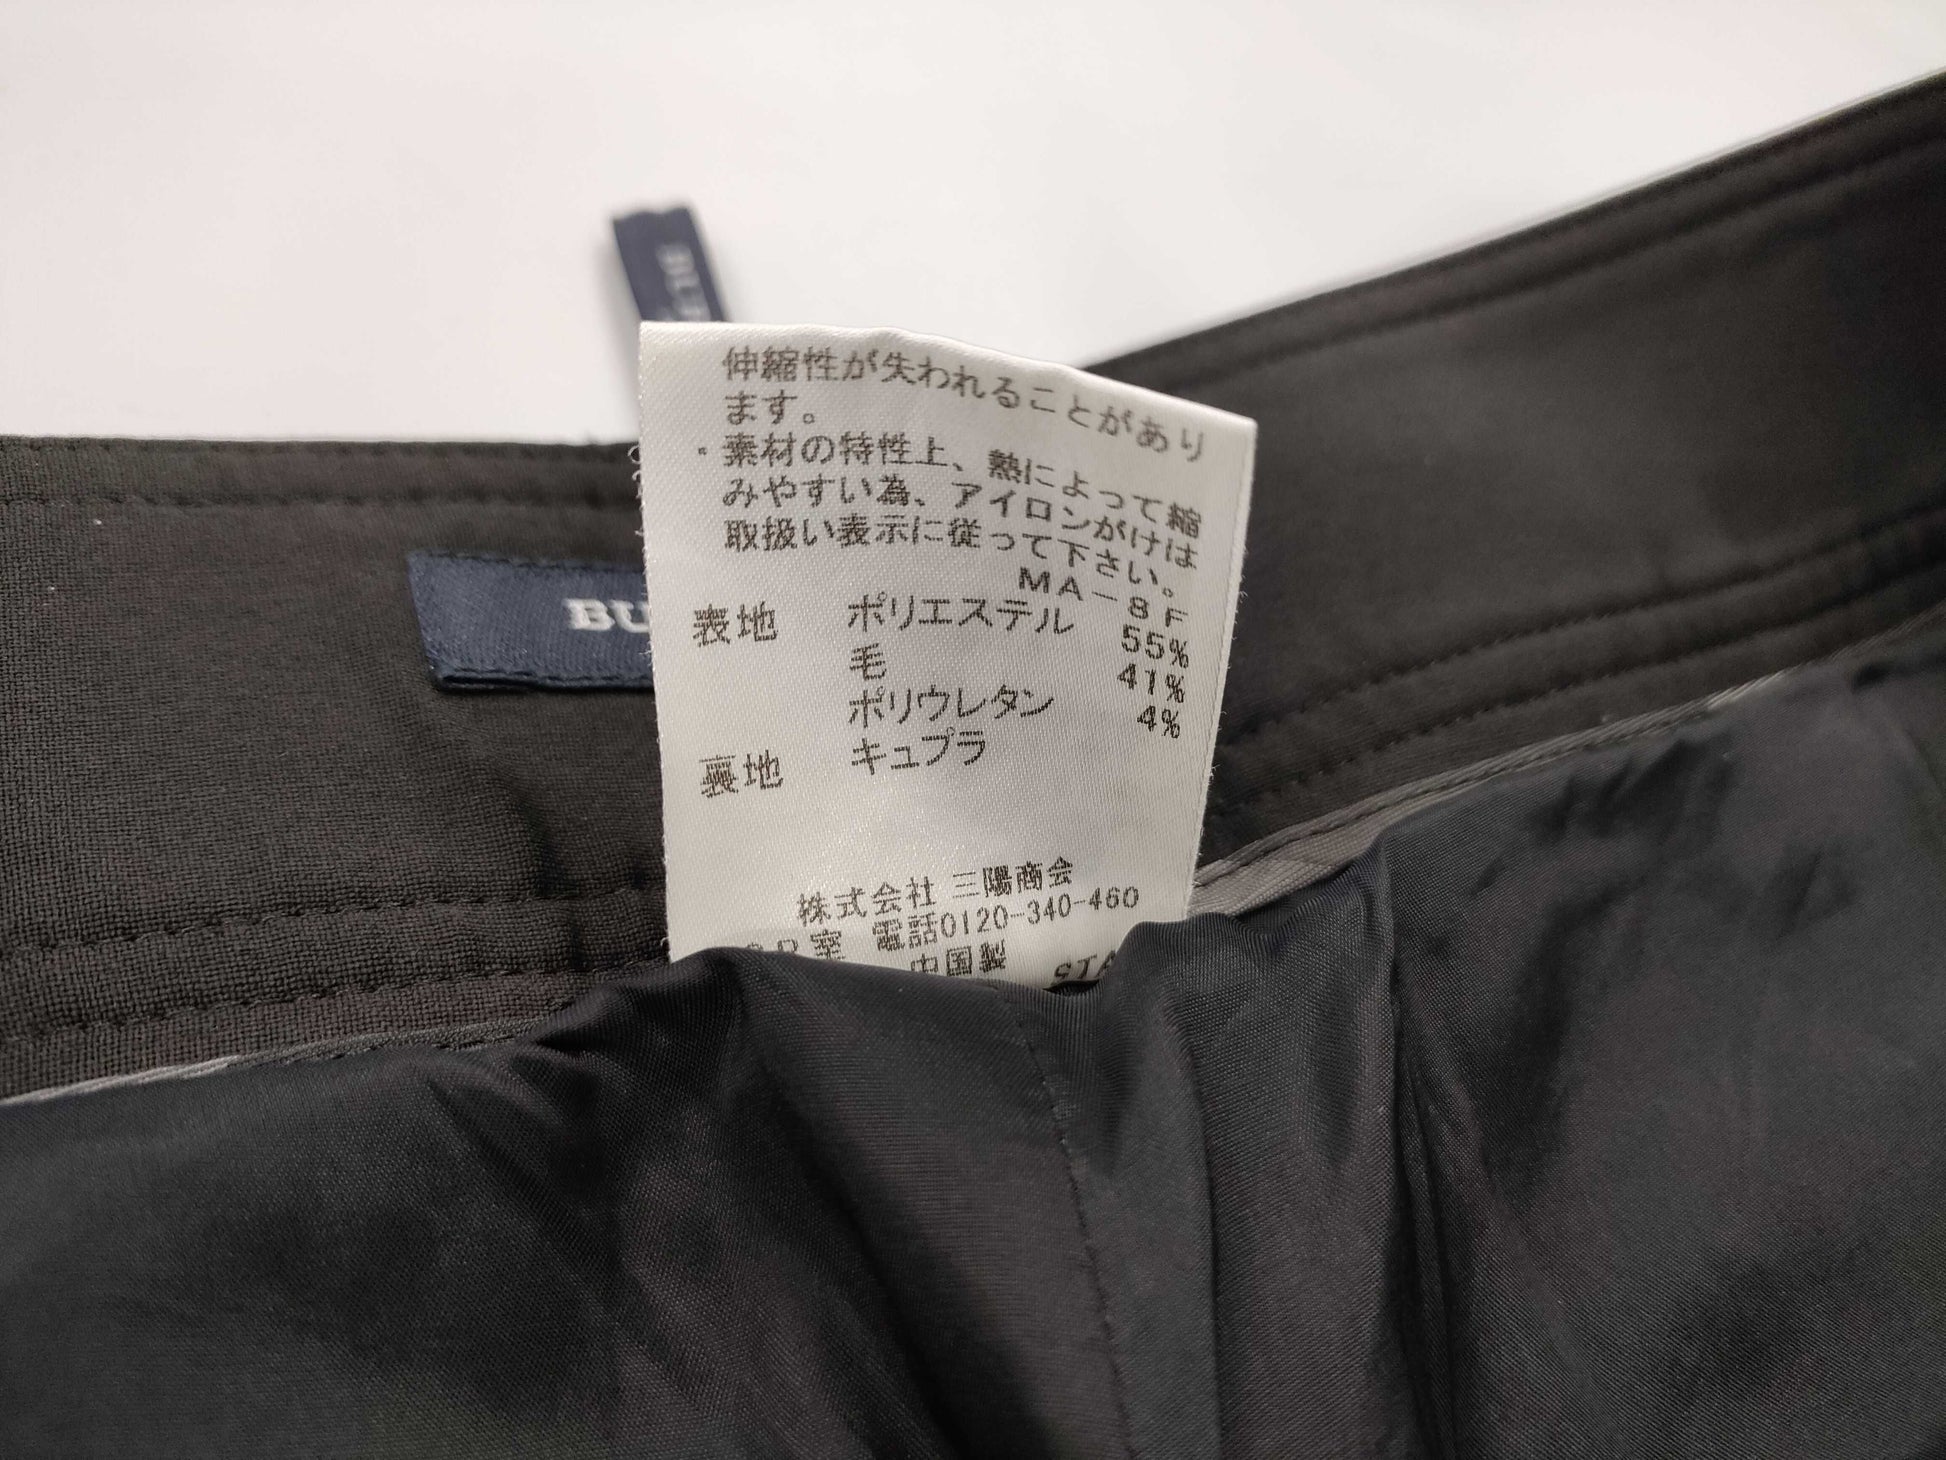 伸縮性が失われることがあり
ます。
・素材の特性上、熱によって縮
みやすい為、アイロンがけは
取扱い表示に従って下さい。
MA-8F
表地 ポリエステル 55%
毛 41%
ポリウレタン 4%
裏地 キュプラ
株式会社 三陽商会
室 電話0120-340-460
中国製 STA
BU